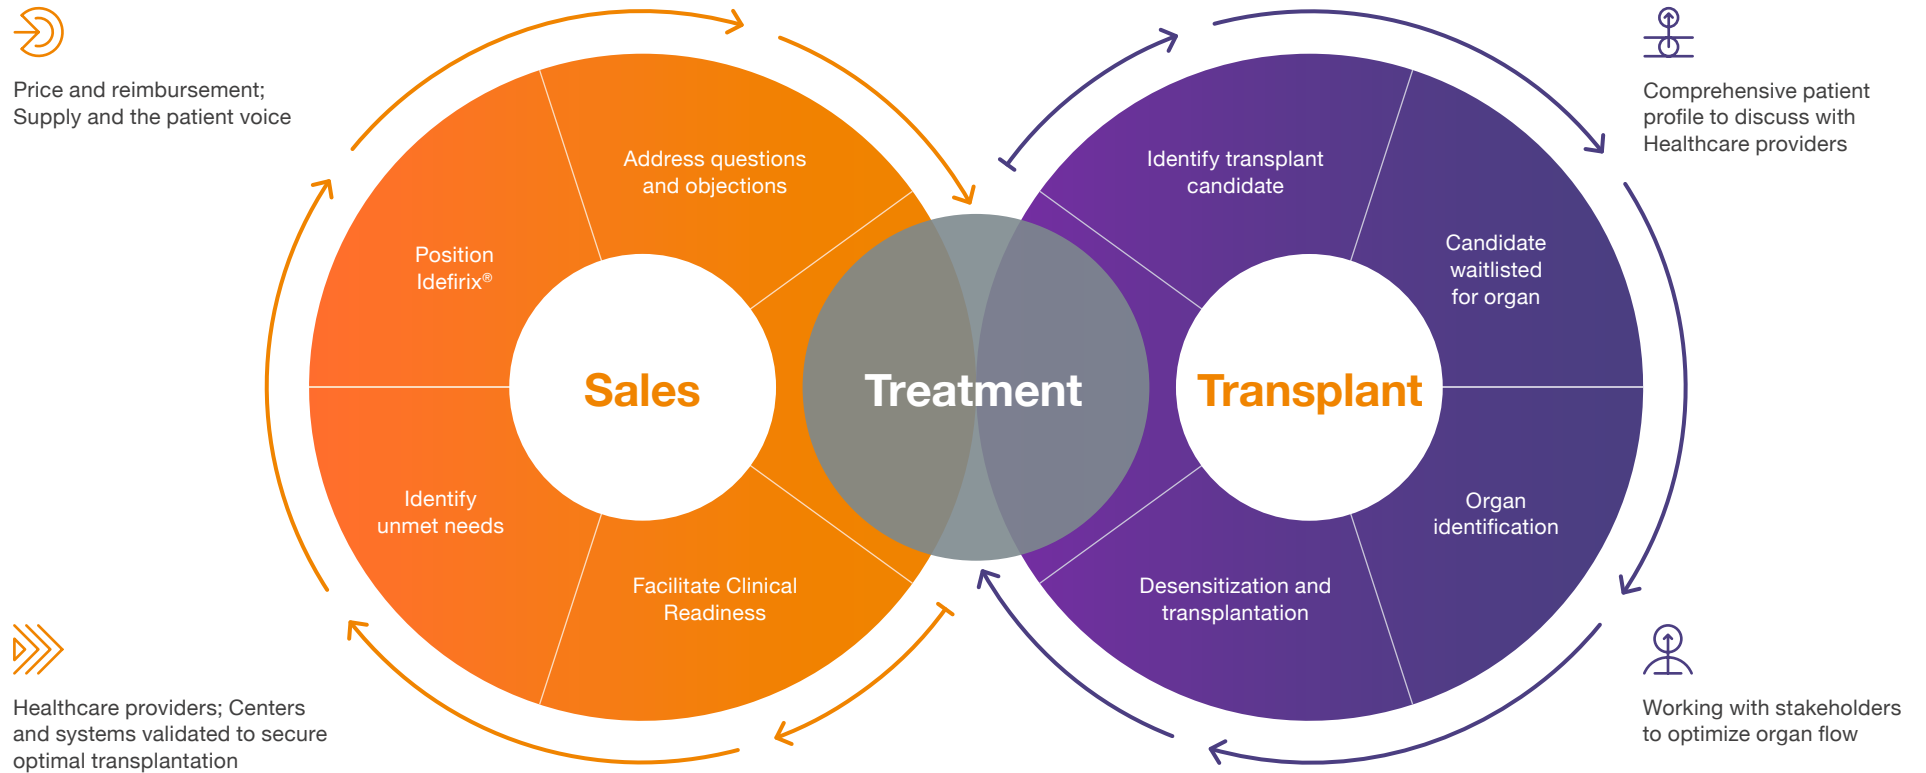 Price and reimbursement;
Supply and the patient voice
Healthcare providers; Centers
and systems validated to secure
optimal transplantation
Address questions
and objections
Position
Idefirix®
Identify
unmet needs
Facilitate Clinical
Readiness
Sales
Treatment
Transplant
Identify transplant
candidate
Candidate
waitlisted
for organ
Organ
identification
Desensitization and
transplantation
Comprehensive patient
profile to discuss with
Healthcare providers
Working with stakeholders
to optimize organ flow